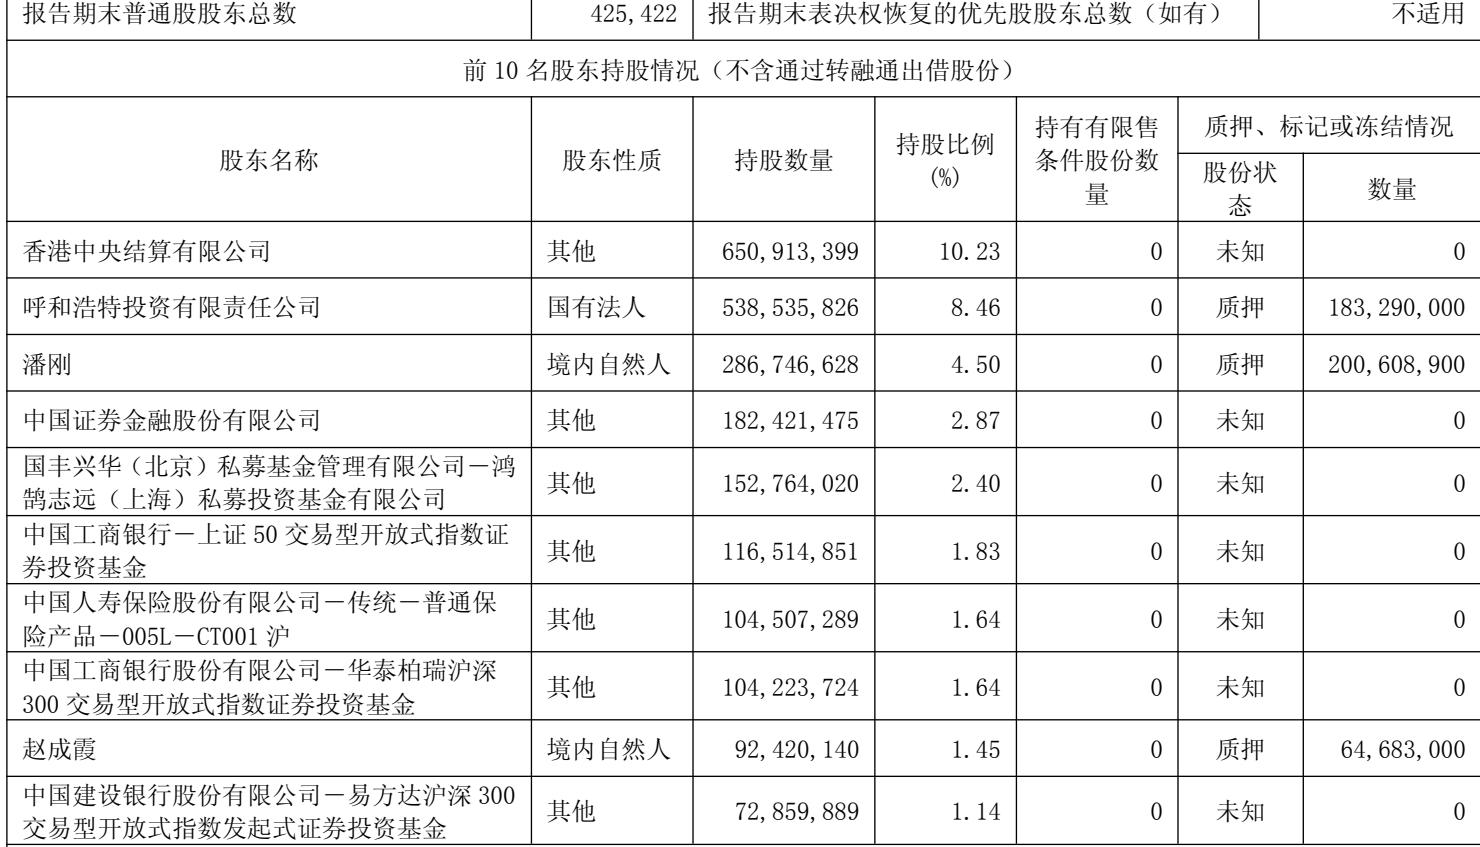 报告期末普通股股东总数 425,422 报告期末表决权恢复的优先股股东总数（如有） 不适用
前 10 名股东持股情况（不含通过转融通出借股份）
股东名称 股东性质 持股数量 持股比例(%) 持有有限售条件股份数量 质押、标记或冻结情况
股份状态 数量
香港中央结算有限公司 其他 650,913,399 10.23 0 未知 0
呼和浩特投资有限责任公司 国有法人 538,535,826 8.46 0 质押 183,290,000
潘刚 境内自然人 286,746,628 4.50 0 质押 200,608,900
中国证券金融股份有限公司 其他 182,421,475 2.87 0 未知 0
国丰兴华（北京）私募基金管理有限公司－鸿
鹄志远（上海）私募投资基金有限公司 其他 152,764,020 2.40 0 未知 0
中国工商银行－上证 50 交易型开放式指数证
券投资基金 其他 116,514,851 1.83 0 未知 0
中国人寿保险股份有限公司－传统－普通保
险产品－005L－CT001 沪 其他 104,507,289 1.64 0 未知 0
中国工商银行股份有限公司－华泰柏瑞沪深
300 交易型开放式指数证券投资基金 其他 104,223,724 1.64 0 未知 0
赵成霞 境内自然人 92,420,140 1.45 0 质押 64,683,000
中国建设银行股份有限公司－易方达沪深 300
交易型开放式指数发起式证券投资基金 其他 72,859,889 1.14 0 未知 0